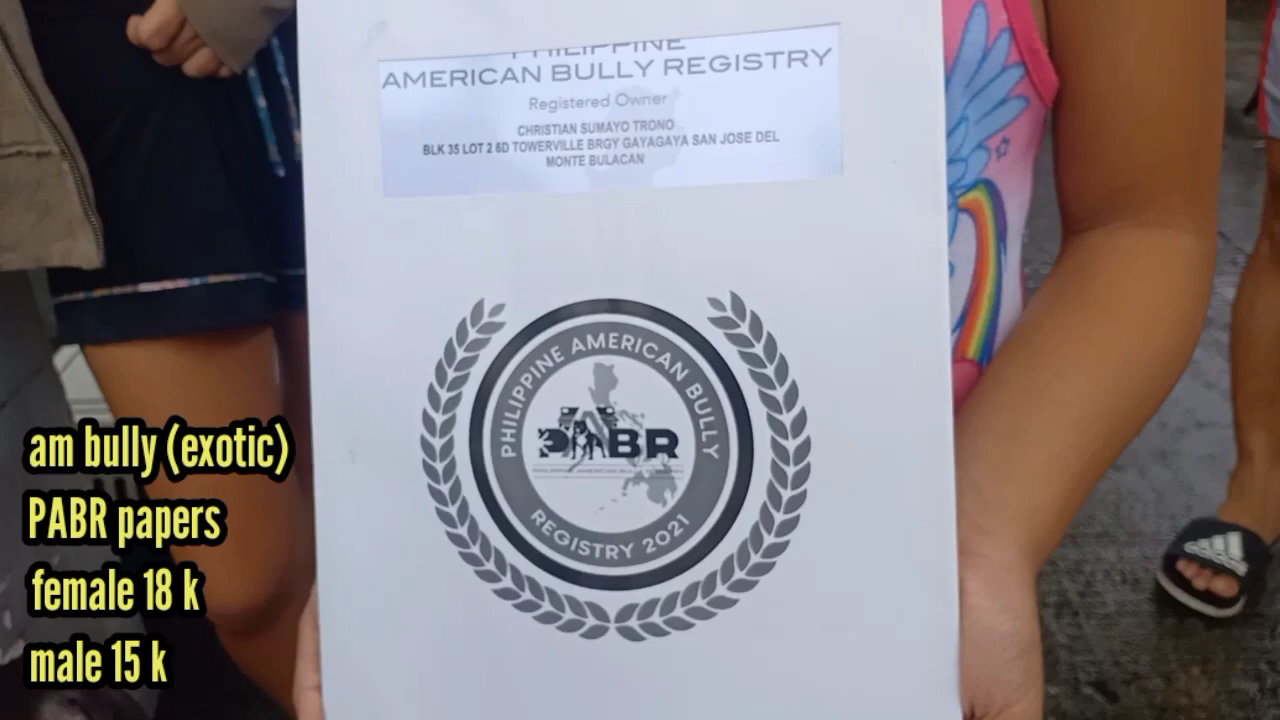 PHILIPPINE
AMERICAN BULLY REGISTRY
Registered Owner
CHRISTIAN SUMAYO TRONO
BLK 35 LOT 2 6D TOWERVILLE BRGY GAYAGAYA SAN JOSE DEL
MONTE BULACAN
PHILIPPINE AMERICAN BULLY
PABR
REGISTRY 2021
adidas
am bully (exotic)
PABR papers
female 18 k
male 15 k